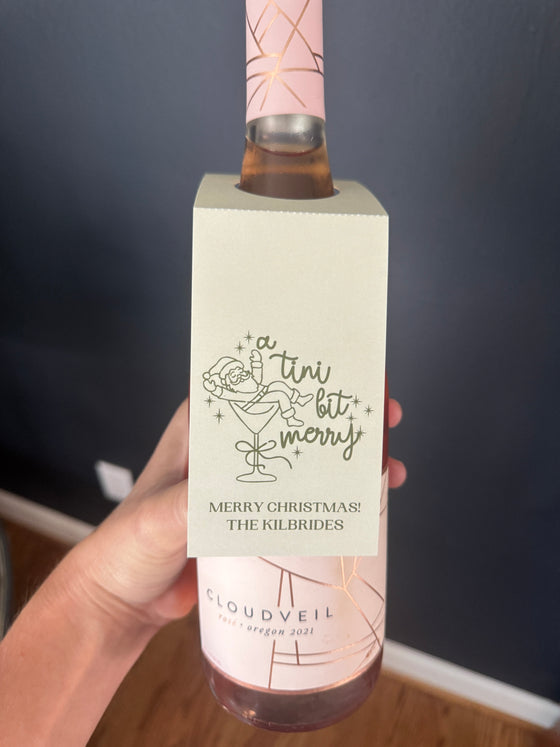 a
tini
bit
merry
MERRY CHRISTMAS!
THE KILBRIDES
CLOUDVEIL
rosé • oregon 2021